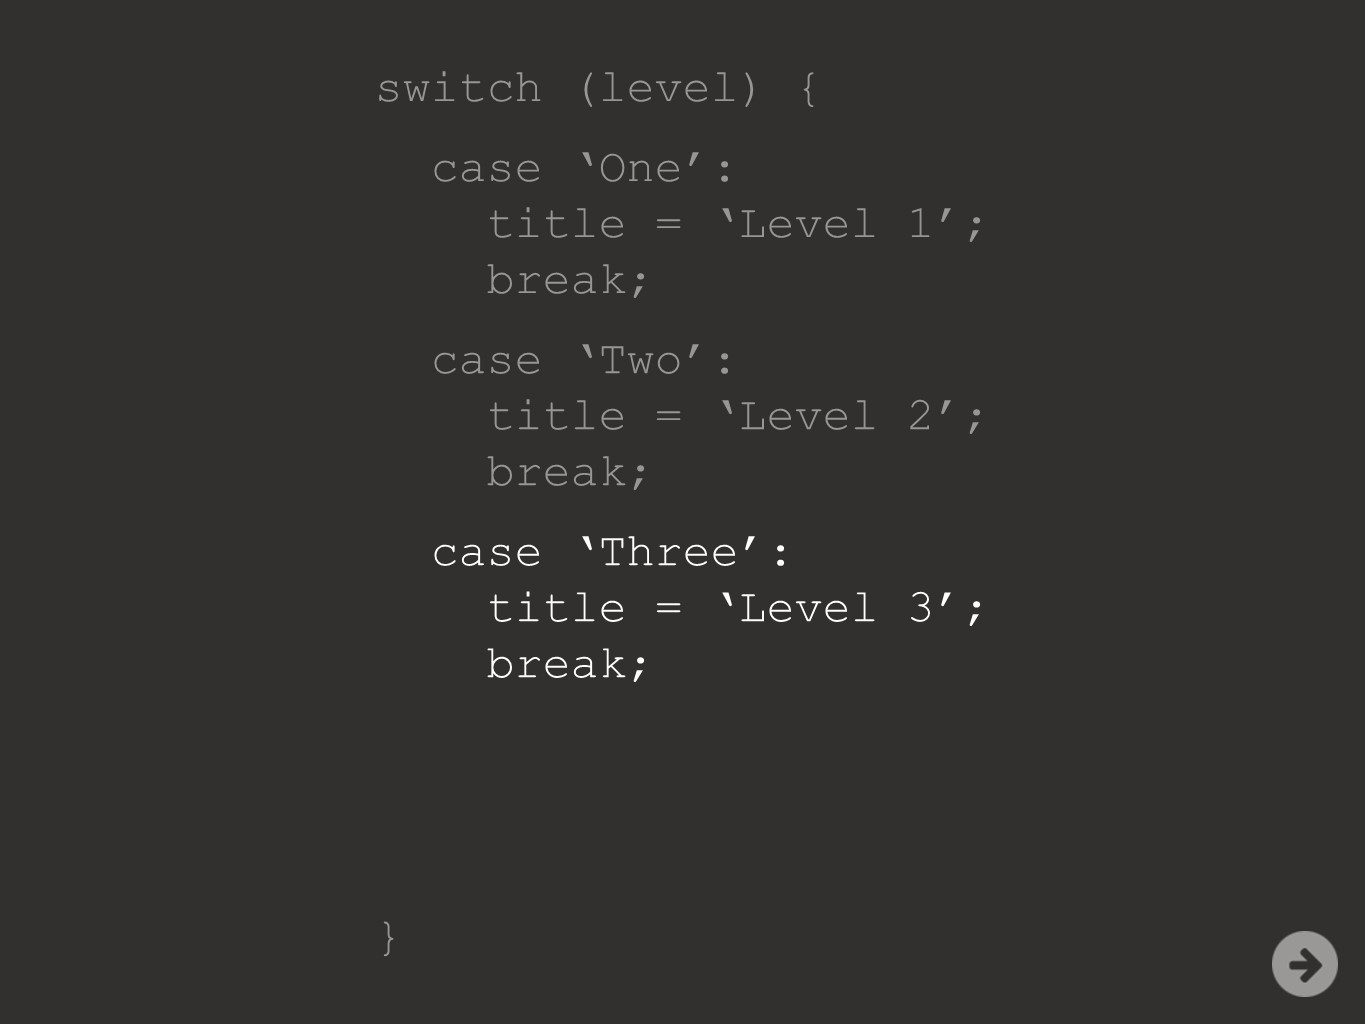 switch (level) {
case ‘One’:
title = ‘Level 1’;
break;
case ‘Two’:
title = ‘Level 2’;
break;
case ‘Three’:
title = ‘Level 3’;
break;
}